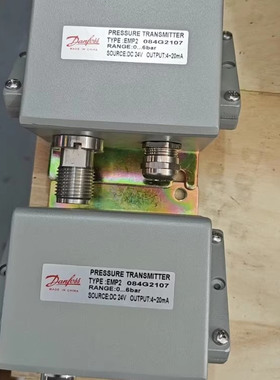 PRESSURE TRANSMITTER
Danfoss
TYPE :EMP2 084G2107
MADE IN CHINA
RANGE:0...6bar
SOURCE:DC 24V OUTPUT:4~20mA
PRESSURE TRANSMITTER
Danfoss
TYPE :EMP2 084G2107
MADE IN CHINA
RANGE:0...6bar
SOURCE:DC 24V OUTPUT:4~20mA